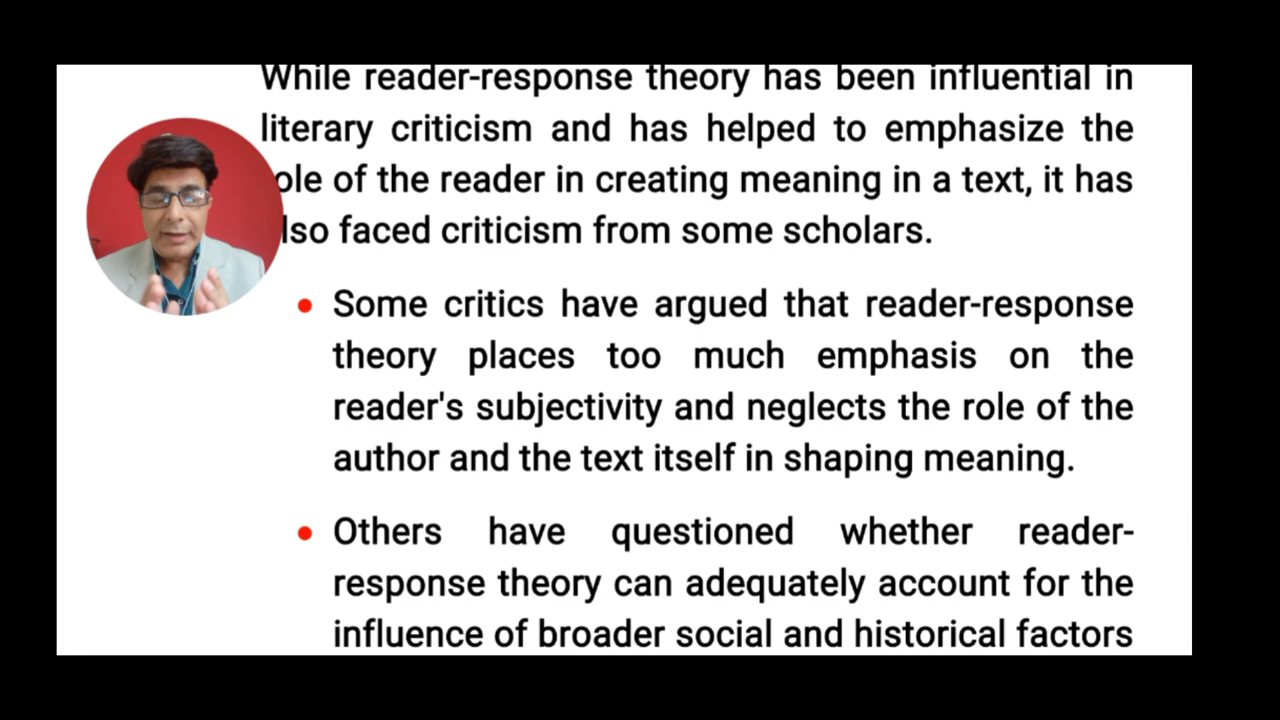 While reader-response theory has been influential in
literary criticism and has helped to emphasize the
ole of the reader in creating meaning in a text, it has
lso faced criticism from some scholars.
• Some critics have argued that reader-response
theory places too much emphasis on the
reader's subjectivity and neglects the role of the
author and the text itself in shaping meaning.
• Others have questioned whether reader-
response theory can adequately account for the
influence of broader social and historical factors